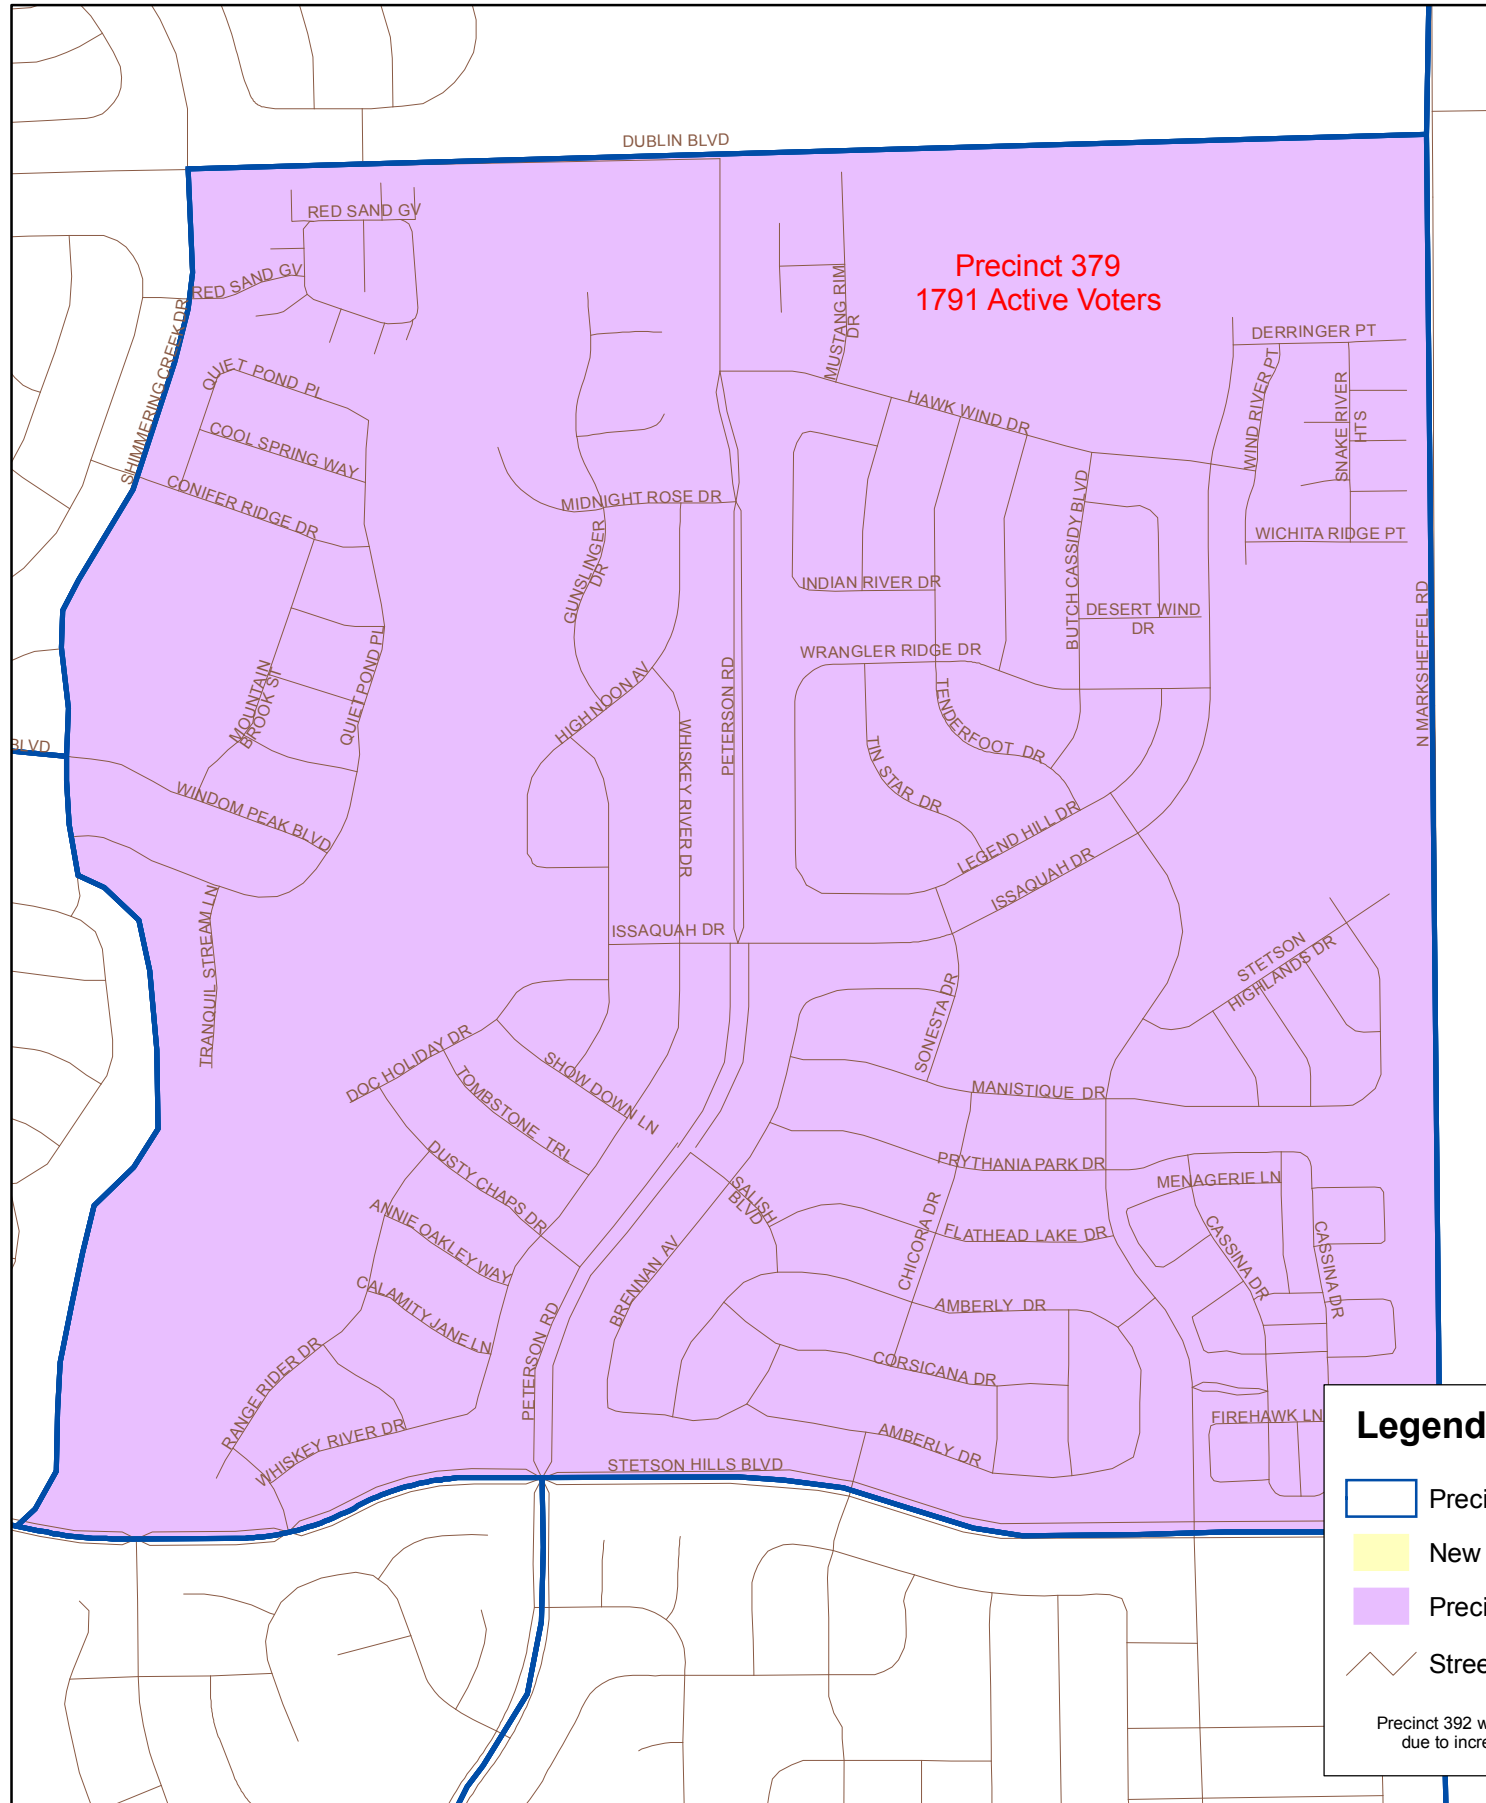 DUBLIN BLVD
RED SAND GV
Precinct 379
1791 Active Voters
RED SAND GV
MUSTANG RIM
DR
SHIMMERING CREEK DR
DERRINGER PT
WIND RIVER PT
SNAKE RIVER
HTS
QUIET POND PL
HAWK WIND DR
COOL SPRING WAY
CONIFER RIDGE DR
MIDNIGHT ROSE DR
BUTCH CASSIDY BLVD
WICHITA RIDGE PT
GUNSLINGER
DR
INDIAN RIVER DR
DESERT WIND
DR
N MARKSHEFFEL RD
WRANGLER RIDGE DR
QUIET POND PL
MOUNTAIN
BROOK ST
HIGH NOON AV
PETERSON RD
WHISKEY RIVER DR
TENDERFOOT DR
TIN STAR DR
BLVD
WINDOM PEAK BLVD
LEGEND HILL DR
ISSAQUAH DR
TRANQUIL STREAM LN
ISSAQUAH DR
STETSON
HIGHLANDS DR
SONESTA DR
DOC HOLIDAY DR
SHOW DOWN LN
TOMBSTONE TRL
MANISTIQUE DR
DUSTY CHAPS DR
PRYTHANIA PARK DR
MENAGERIE LN
SALISH
BLVD
ANNIE OAKLEY WAY
CHICORA DR
FLATHEAD LAKE DR
CASSINA DR
CASSINA DR
BRENNAN AV
CALAMITY JANE LN
AMBERLY DR
PETERSON RD
RANGE RIDER DR
CORSICANA DR
WHISKEY RIVER DR
AMBERLY DR
FIREHAWK LN
STETSON HILLS BLVD
Legend
Preci
New
Preci
Stree
Precinct 392 w
due to incre